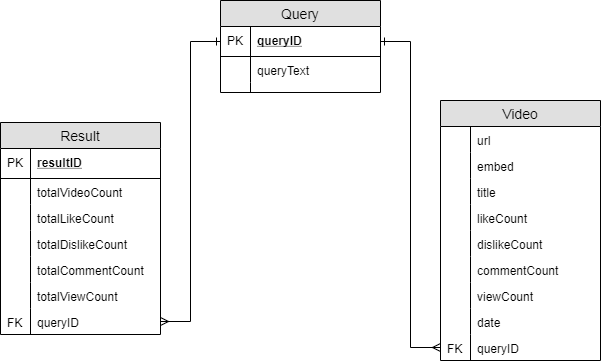 Query
PK queryID
queryText
Result
PK resultID
totalVideoCount
totalLikeCount
totalDislikeCount
totalCommentCount
totalViewCount
FK queryID
Video
url
embed
title
likeCount
dislikeCount
commentCount
viewCount
date
FK queryID